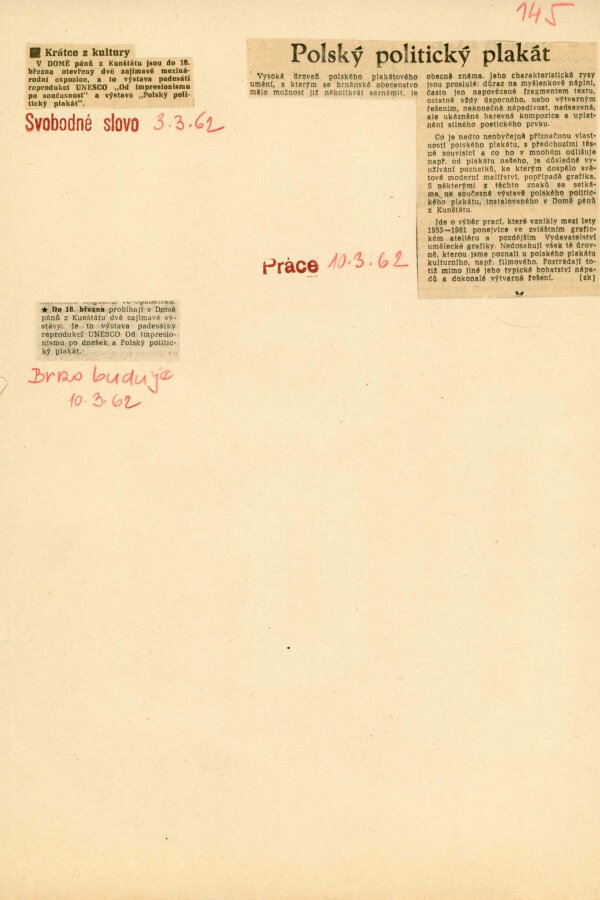 145
Krátce z kultury
V DOMĚ pánů z Kunštátu jsou do 18.
března otevřeny dvě zajímavé meziná-
rodní expozice, a to výstava padesáti
reprodukcí UNESCO „Od impresionismu
po současnost" a výstava „Polský poli-
tický plakát".
Svobodné slovo 3.3.62
Polský politický plakát
Vysoká úroveň polského plakátového
umění, s kterým se brněnské obecenstvo
mělo možnost již několikrát seznámit, je
obecně známa. Jeho charakteristické rysy
jsou proslulé: důraz na myšlenkové náplni,
často jen napovězené fragmentem textu,
ostatně vždy úsporného, nebo výtvarným
řešením, nekonečná nápadivost, nadsazená,
ale ukázněná barevná kompozice a uplat-
nění silného poetického prvku.
Co je nadto neobyčejně příznačnou vlast-
ností polského plakátu, s předchozími těs-
ně souvisící a co ho v mnohém odlišuje
např. od plakátu našeho, je důsledné vy-
užívání poznatků, ke kterým dospělo svě-
tové moderní malířství, popřípadě grafika.
S některými z těchto znaků se setká-
me, na současné výstavě polského politic-
kého plakátu, instalovaného v Domě pánů
z Kunštátu.
Jde o výběr prací, které vznikly mezi lety
1953—1961 ponejvíce ve zvláštním grafic-
kém ateliéru a pozdějším Vydavatelství
umělecké grafiky. Nedosahují však té úrov-
ně, kterou jsme poznali u polského plakátu
kulturního, např. filmového. Postrádají to-
tiž mimo jiné jeho typické bohatství nápa-
dů a dokonalé výtvarné řešení. (zk)
Práce 10.3.62
★ Do 18. března probíhají v Domě
pánů z Kunštátu dvě zajímavé vý-
stavy. Je to výstava padesátky
reprodukcí UNESCO Od impresio-
nismu po dnešek a Polský politic-
ký plakát.
Brno buduje
10.3.62